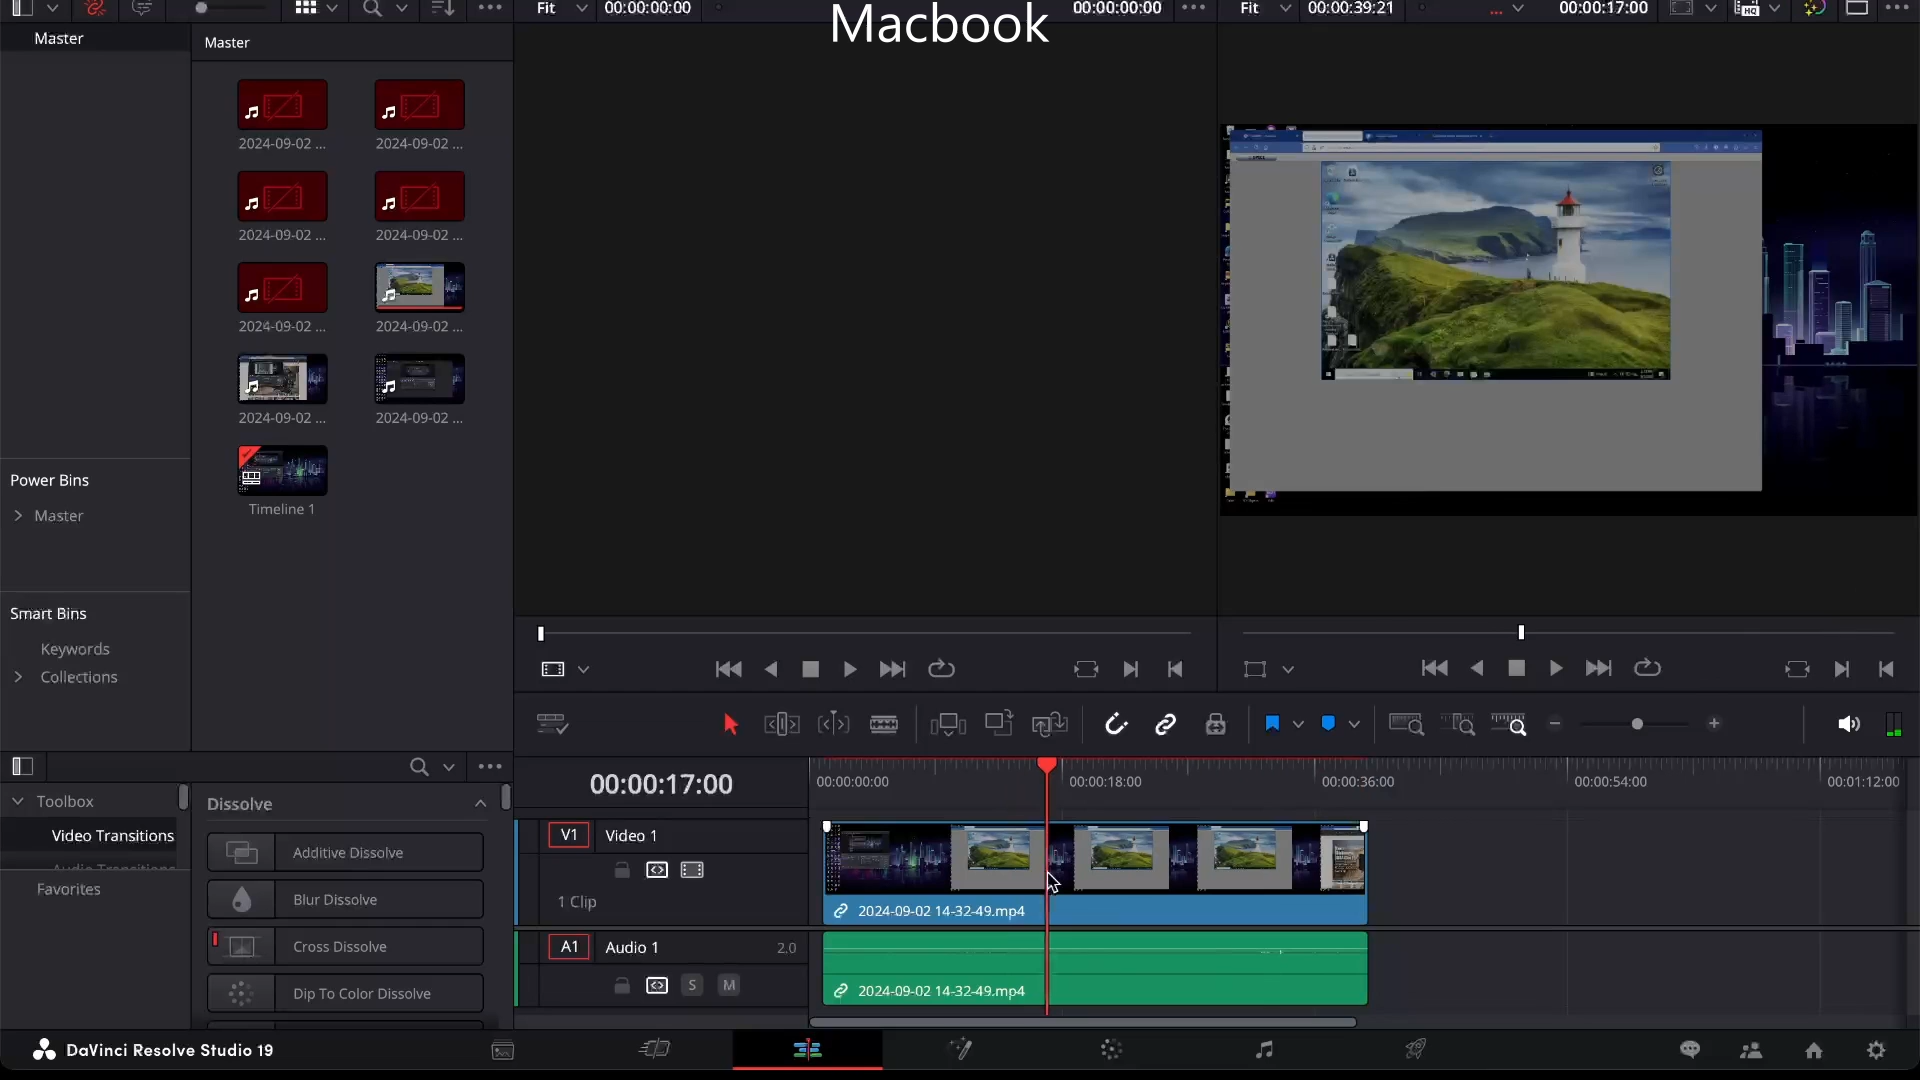 Fit
00:00:00:00
Macbook
00:00:00:00
Fit
00:00:39:21
00:00:17:00
HQ
Master
Master
2024-09-02 ...
2024-09-02 ...
2024-09-02 ...
2024-09-02 ...
2024-09-02 ...
2024-09-02 ...
2024-09-02 ...
2024-09-02 ...
Timeline 1
Power Bins
Master
Smart Bins
Keywords
Collections
Toolbox
Video Transitions
Audio Transitions
Favorites
Dissolve
Additive Dissolve
Blur Dissolve
Cross Dissolve
Dip To Color Dissolve
00:00:17:00
00:00:00:00
00:00:18:00
00:00:36:00
00:00:54:00
00:01:12:00
V1
Video 1
1 Clip
2024-09-02 14-32-49.mp4
A1
Audio 1
2.0
S
M
2024-09-02 14-32-49.mp4
DaVinci Resolve Studio 19